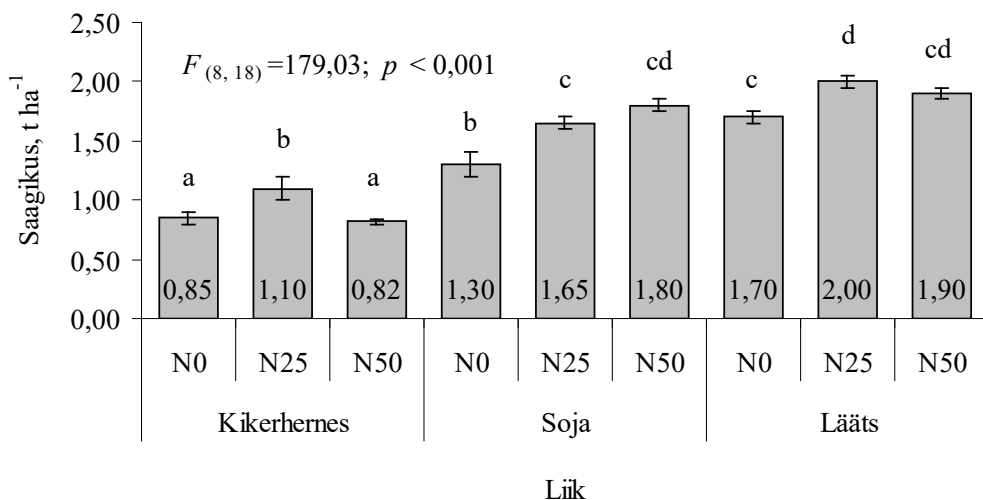 Saagikus, t ha⁻¹
2,50
2,00
1,50
1,00
0,50
0,00
F (8, 18) =179,03; p < 0,001
a
b
a
b
c
cd
c
d
cd
0,85 1,10 0,82 1,30 1,65 1,80 1,70 2,00 1,90
N0 N25 N50 N0 N25 N50 N0 N25 N50
Kikerhernes Soja Lääts
Liik